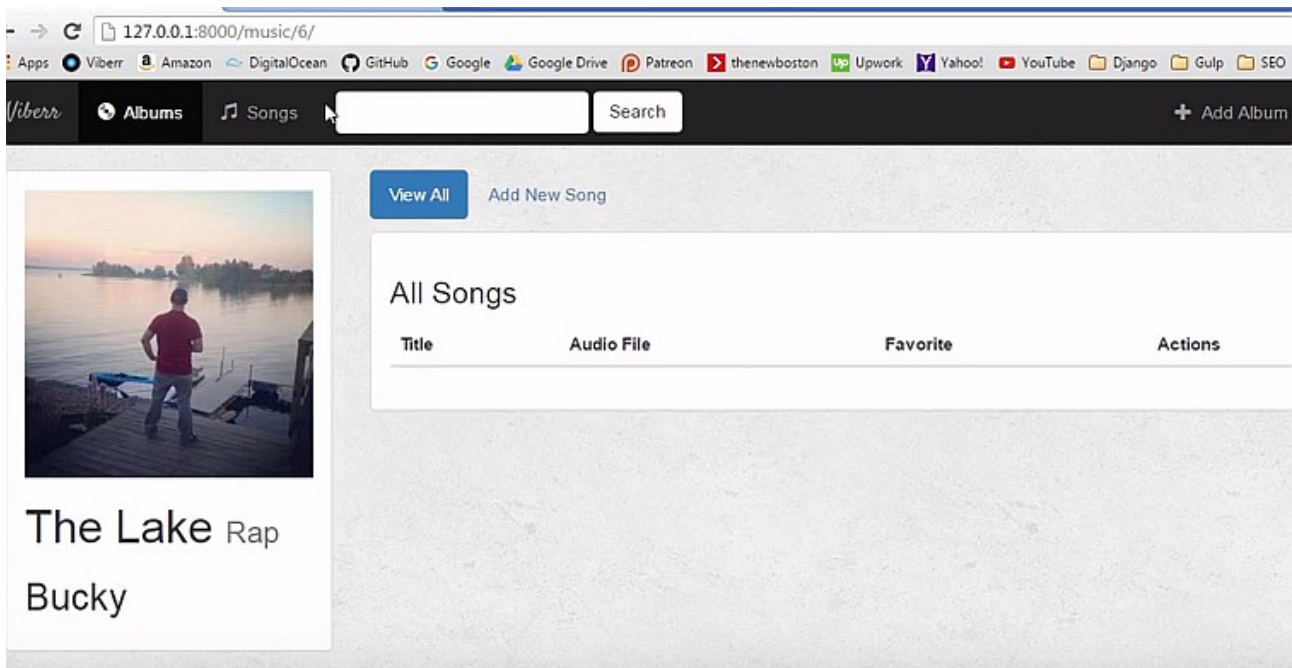 127.0.0.1:8000/music/6/
Apps Viberr Amazon DigitalOcean GitHub Google Google Drive Patreon thenewboston Upwork Yahoo! YouTube Django Gulp SEO
Viberr Albums Songs Search Add Album
View All Add New Song
All Songs
Title Audio File Favorite Actions
The Lake Rap
Bucky